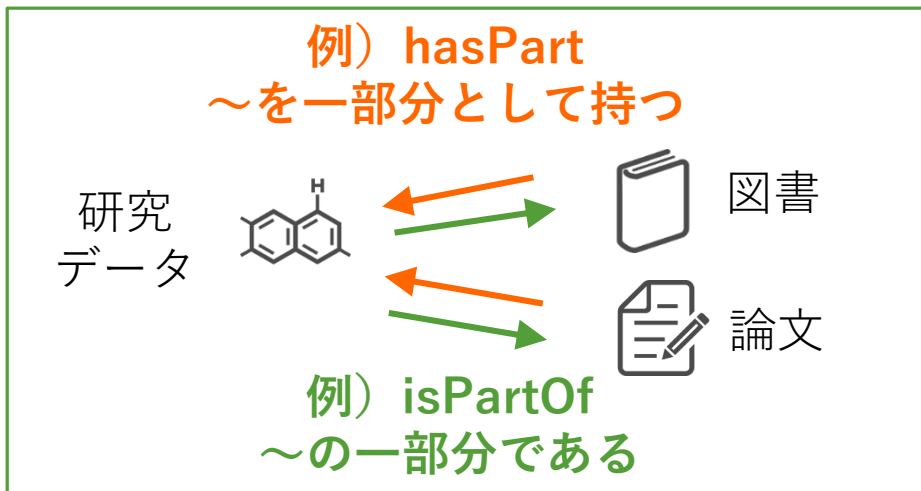 例）hasPart
～を一部分として持つ
H
研究
データ
図書
論文
例）isPartOf
～の一部分である